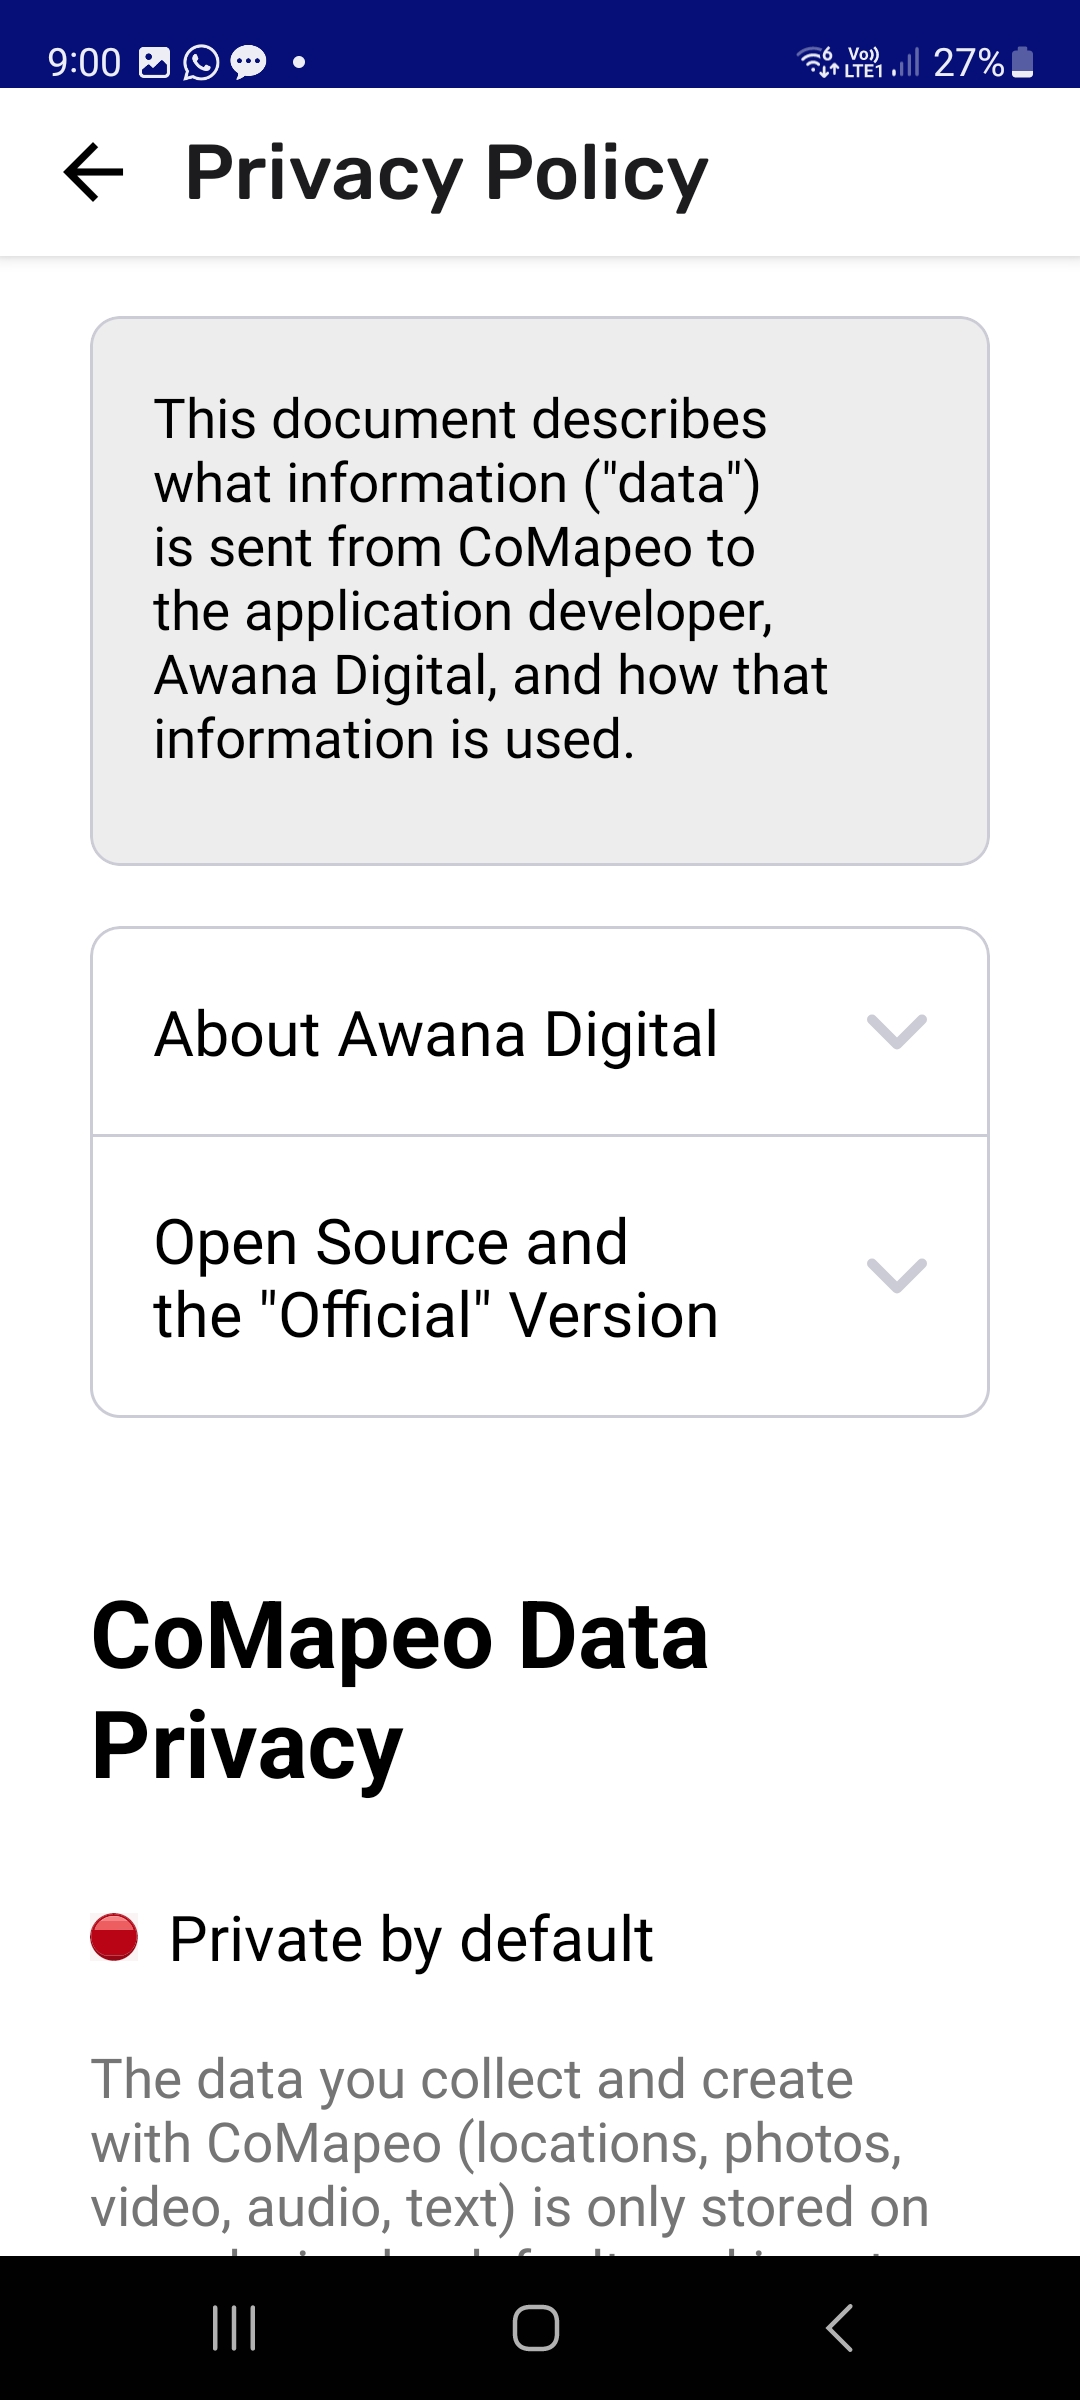 9:00
6 Vo)) LTE1 27%
Privacy Policy
This document describes
what information ("data")
is sent from CoMapeo to
the application developer,
Awana Digital, and how that
information is used.
About Awana Digital
Open Source and
the "Official" Version
CoMapeo Data
Privacy
Private by default
The data you collect and create
with CoMapeo (locations, photos,
video, audio, text) is only stored on